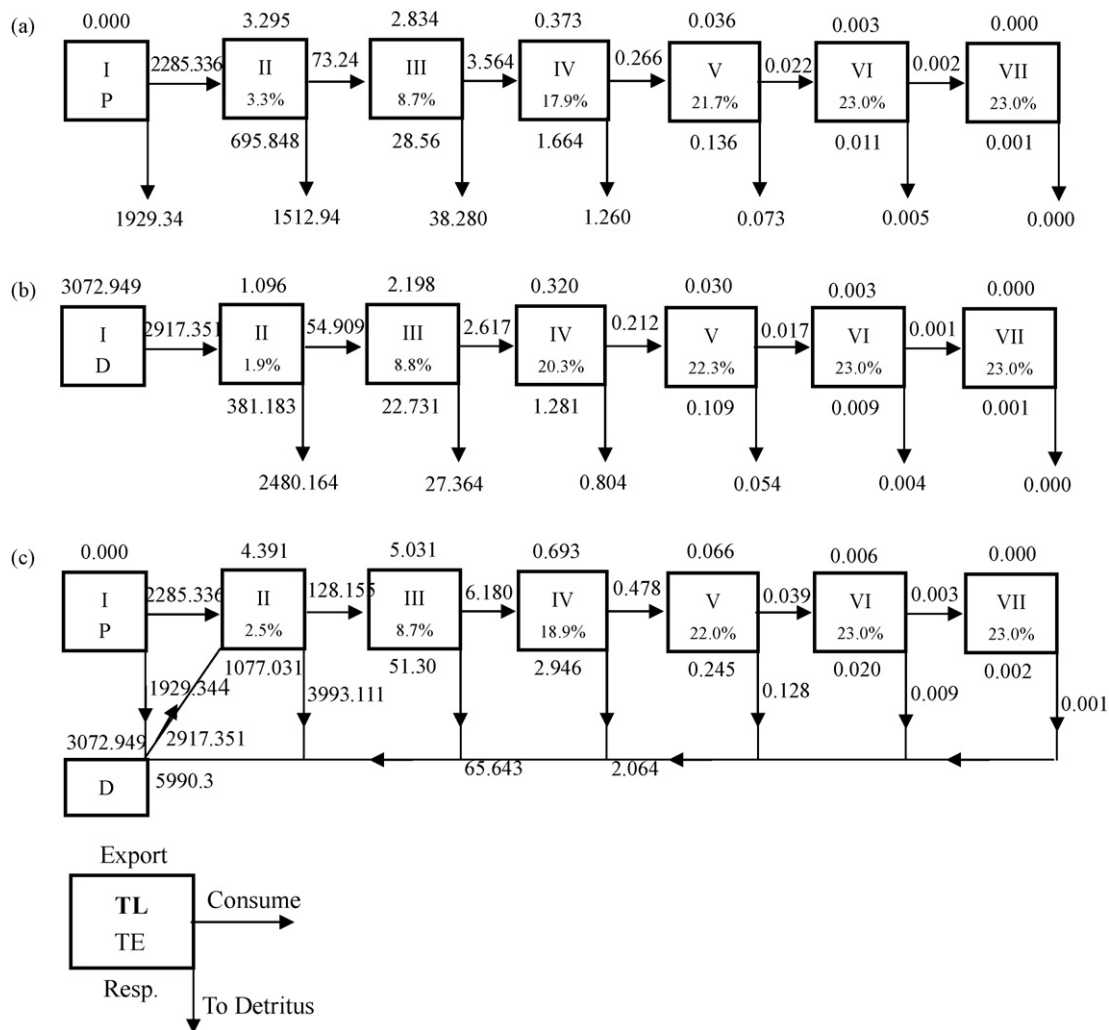 (a) 0.000 3.295 2.834 0.373 0.036 0.003 0.000
I 2285.336 II 73.24 III 3.564 IV 0.266 V 0.022 VI 0.002 VII
P 3.3% 8.7% 17.9% 21.7% 23.0% 23.0%
695.848 28.56 1.664 0.136 0.011 0.001
1929.34 1512.94 38.280 1.260 0.073 0.005 0.000
(b) 3072.949 1.096 2.198 0.320 0.030 0.003 0.000
I 2917.351 II 54.909 III 2.617 IV 0.212 V 0.017 VI 0.001 VII
D 1.9% 8.8% 20.3% 22.3% 23.0% 23.0%
381.183 22.731 1.281 0.109 0.009 0.001
2480.164 27.364 0.804 0.054 0.004 0.000
(c) 0.000 4.391 5.031 0.693 0.066 0.006 0.000
I 2285.336 II 128.155 III 6.180 IV 0.478 V 0.039 VI 0.003 VII
P 2.5% 8.7% 18.9% 22.0% 23.0% 23.0%
1077.031 51.30 2.946 0.245 0.020 0.002
1929.344 3993.111 0.128 0.009 0.001
3072.949 2917.351
D 5990.3 65.643 2.064
Export
TL Consume
TE
Resp.
To Detritus